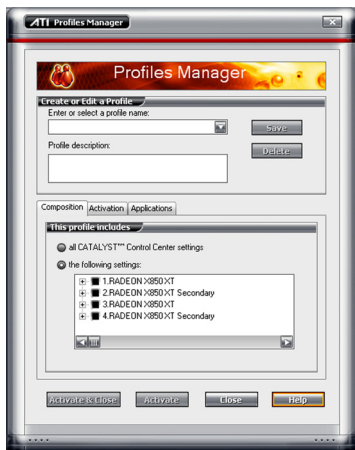 ATI Profiles Manager
Profiles Manager
Create or Edit a Profile
Enter or select a profile name:
Save
Profile description:
Delete
Composition Activation Applications
This profile includes
all CATALYST™ Control Center settings
the following settings:
1.RADEON X850 XT
2.RADEON X850 XT Secondary
3.RADEON X850 XT
4.RADEON X850 XT Secondary
Activate & Close Activate Close Help